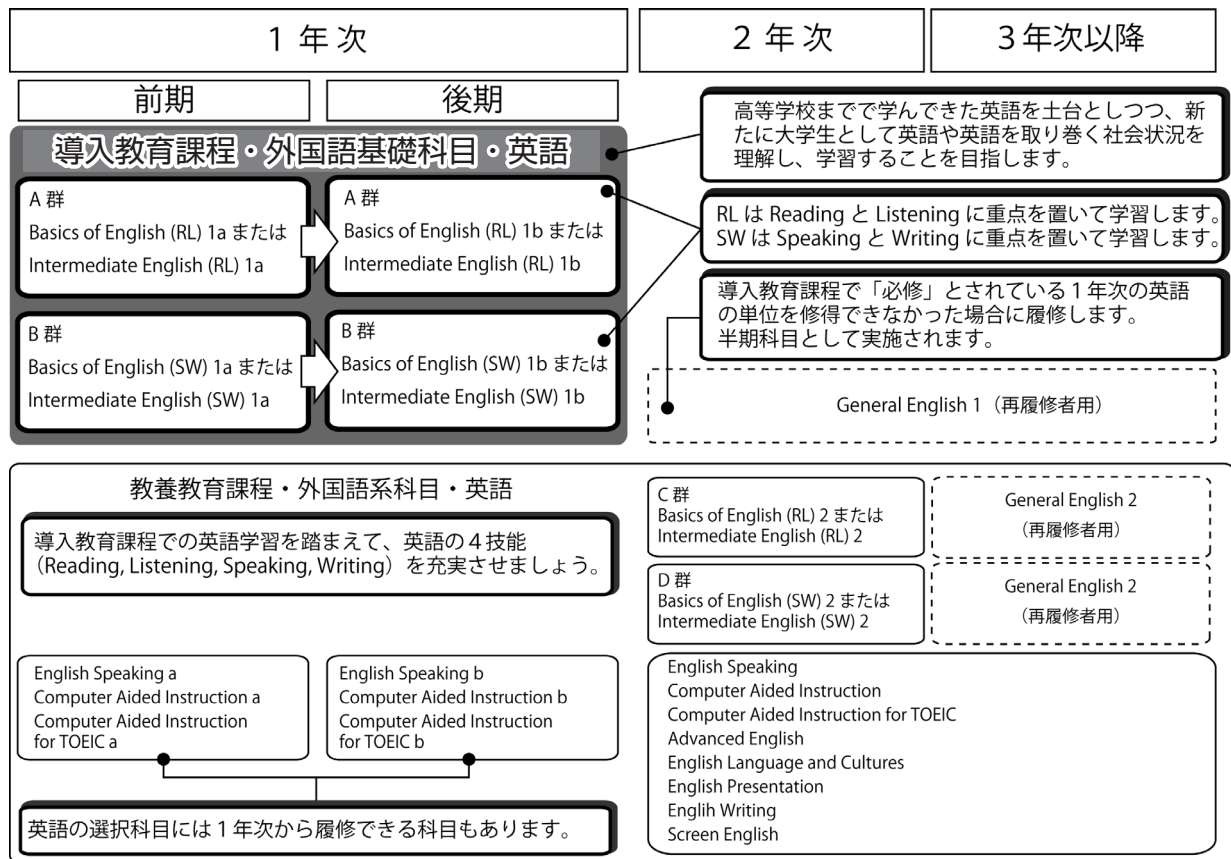 1 年 次
2 年 次
3年次以降
前期
後期
導入教育課程・外国語基礎科目・英語
A 群
Basics of English (RL) 1a または
Intermediate English (RL) 1a
A 群
Basics of English (RL) 1b または
Intermediate English (RL) 1b
B 群
Basics of English (SW) 1a または
Intermediate English (SW) 1a
B 群
Basics of English (SW) 1b または
Intermediate English (SW) 1b
高等学校までで学んできた英語を土台としつつ、新
たに大学生として英語や英語を取り巻く社会状況を
理解し、学習することを目指します。
RL は Reading と Listening に重点を置いて学習します。
SW は Speaking と Writing に重点を置いて学習します。
導入教育課程で「必修」とされている 1 年次の英語
の単位を修得できなかった場合に履修します。
半期科目として実施されます。
General English 1（再履修者用）
教養教育課程・外国語系科目・英語
導入教育課程での英語学習を踏まえて、英語の 4 技能
（Reading, Listening, Speaking, Writing）を充実させましょう。
C 群
Basics of English (RL) 2 または
Intermediate English (RL) 2
General English 2
（再履修者用）
D 群
Basics of English (SW) 2 または
Intermediate English (SW) 2
General English 2
（再履修者用）
English Speaking a
Computer Aided Instruction a
Computer Aided Instruction
for TOEIC a
English Speaking b
Computer Aided Instruction b
Computer Aided Instruction
for TOEIC b
英語の選択科目には 1 年次から履修できる科目もあります。
English Speaking
Computer Aided Instruction
Computer Aided Instruction for TOEIC
Advanced English
English Language and Cultures
English Presentation
Englih Writing
Screen English